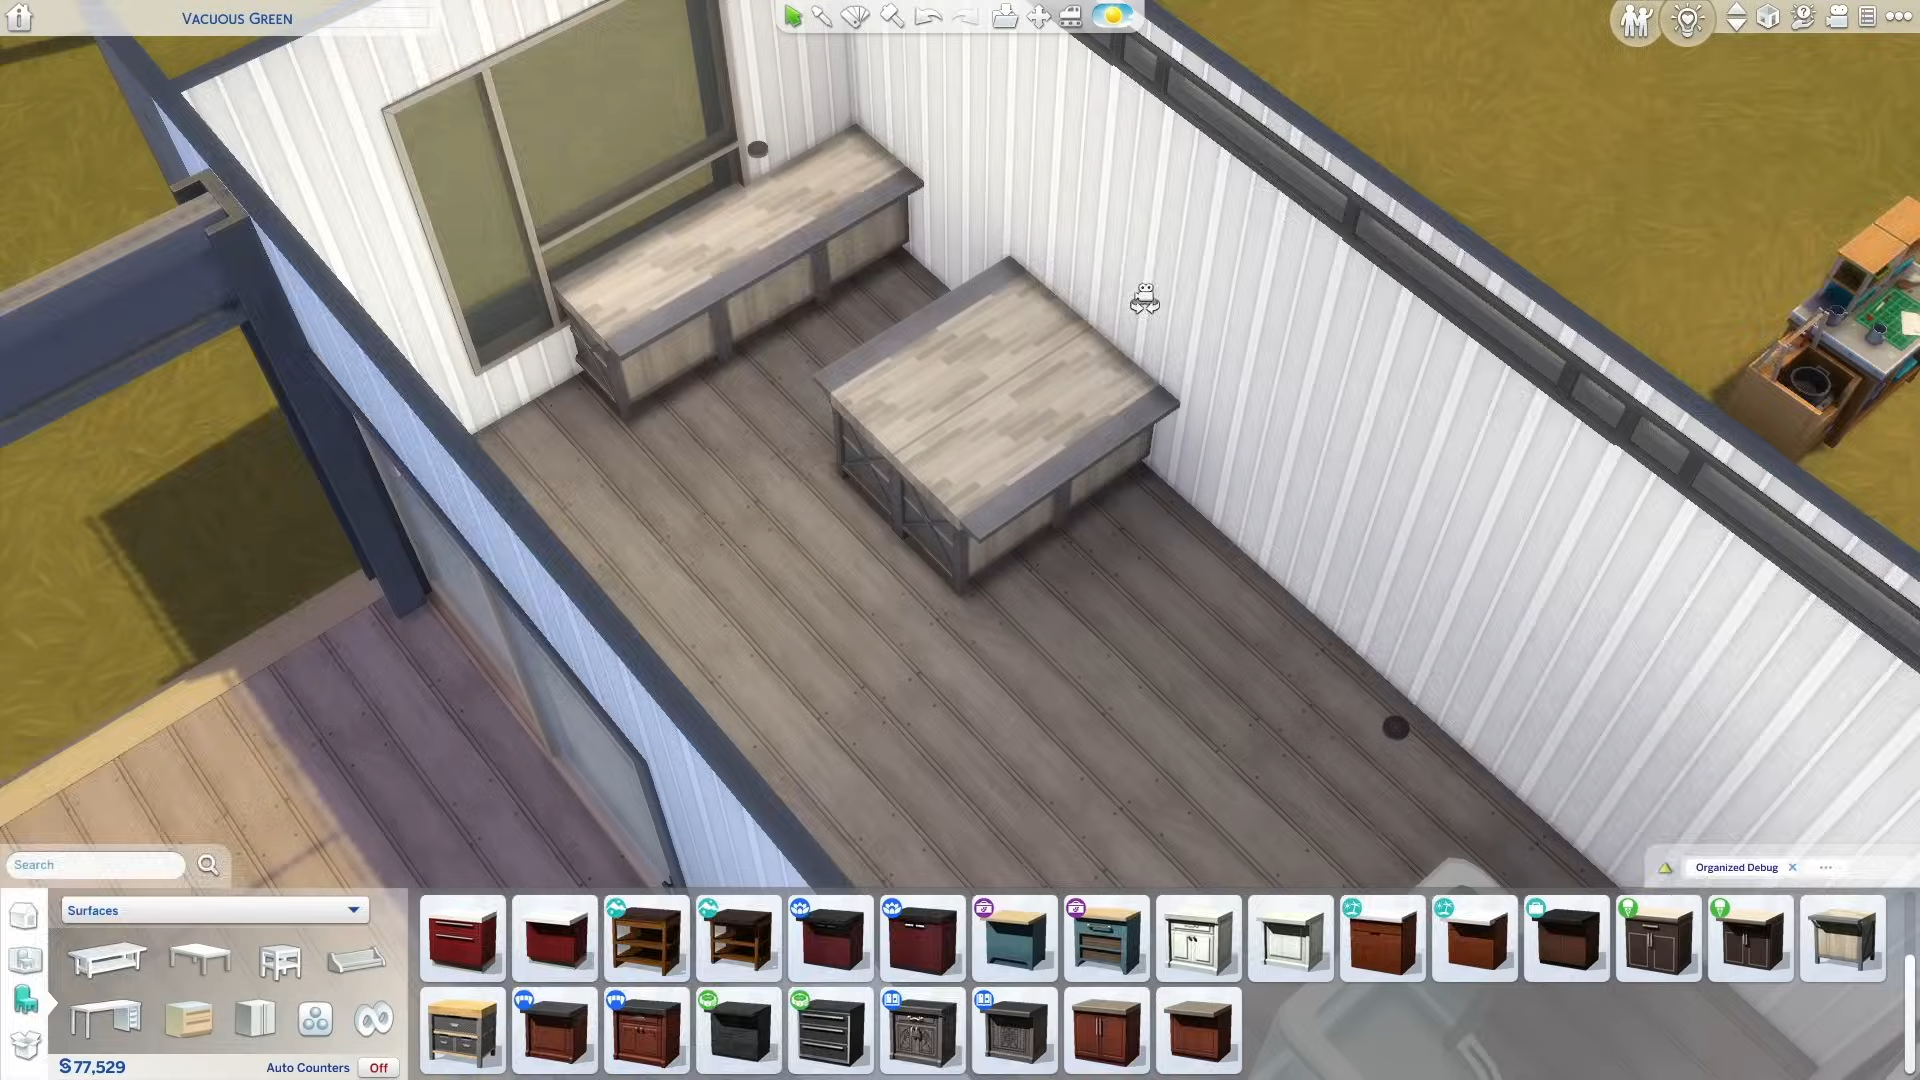 Vacuous Green
Search
Organized Debug
Surfaces
§77,529
Auto Counters
Off